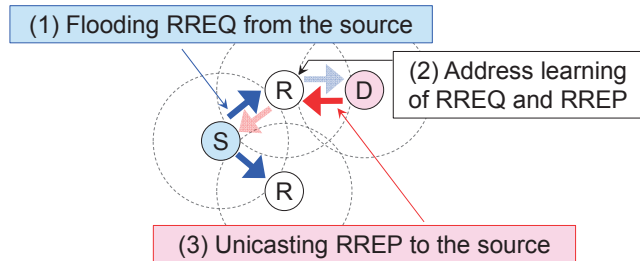 (1) Flooding RREQ from the source
R
D
(2) Address learning
of RREQ and RREP
S
R
(3) Unicasting RREP to the source